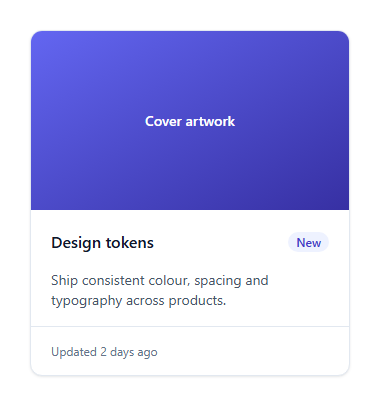 Cover artwork
Design tokens
New
Ship consistent colour, spacing and
typography across products.
Updated 2 days ago